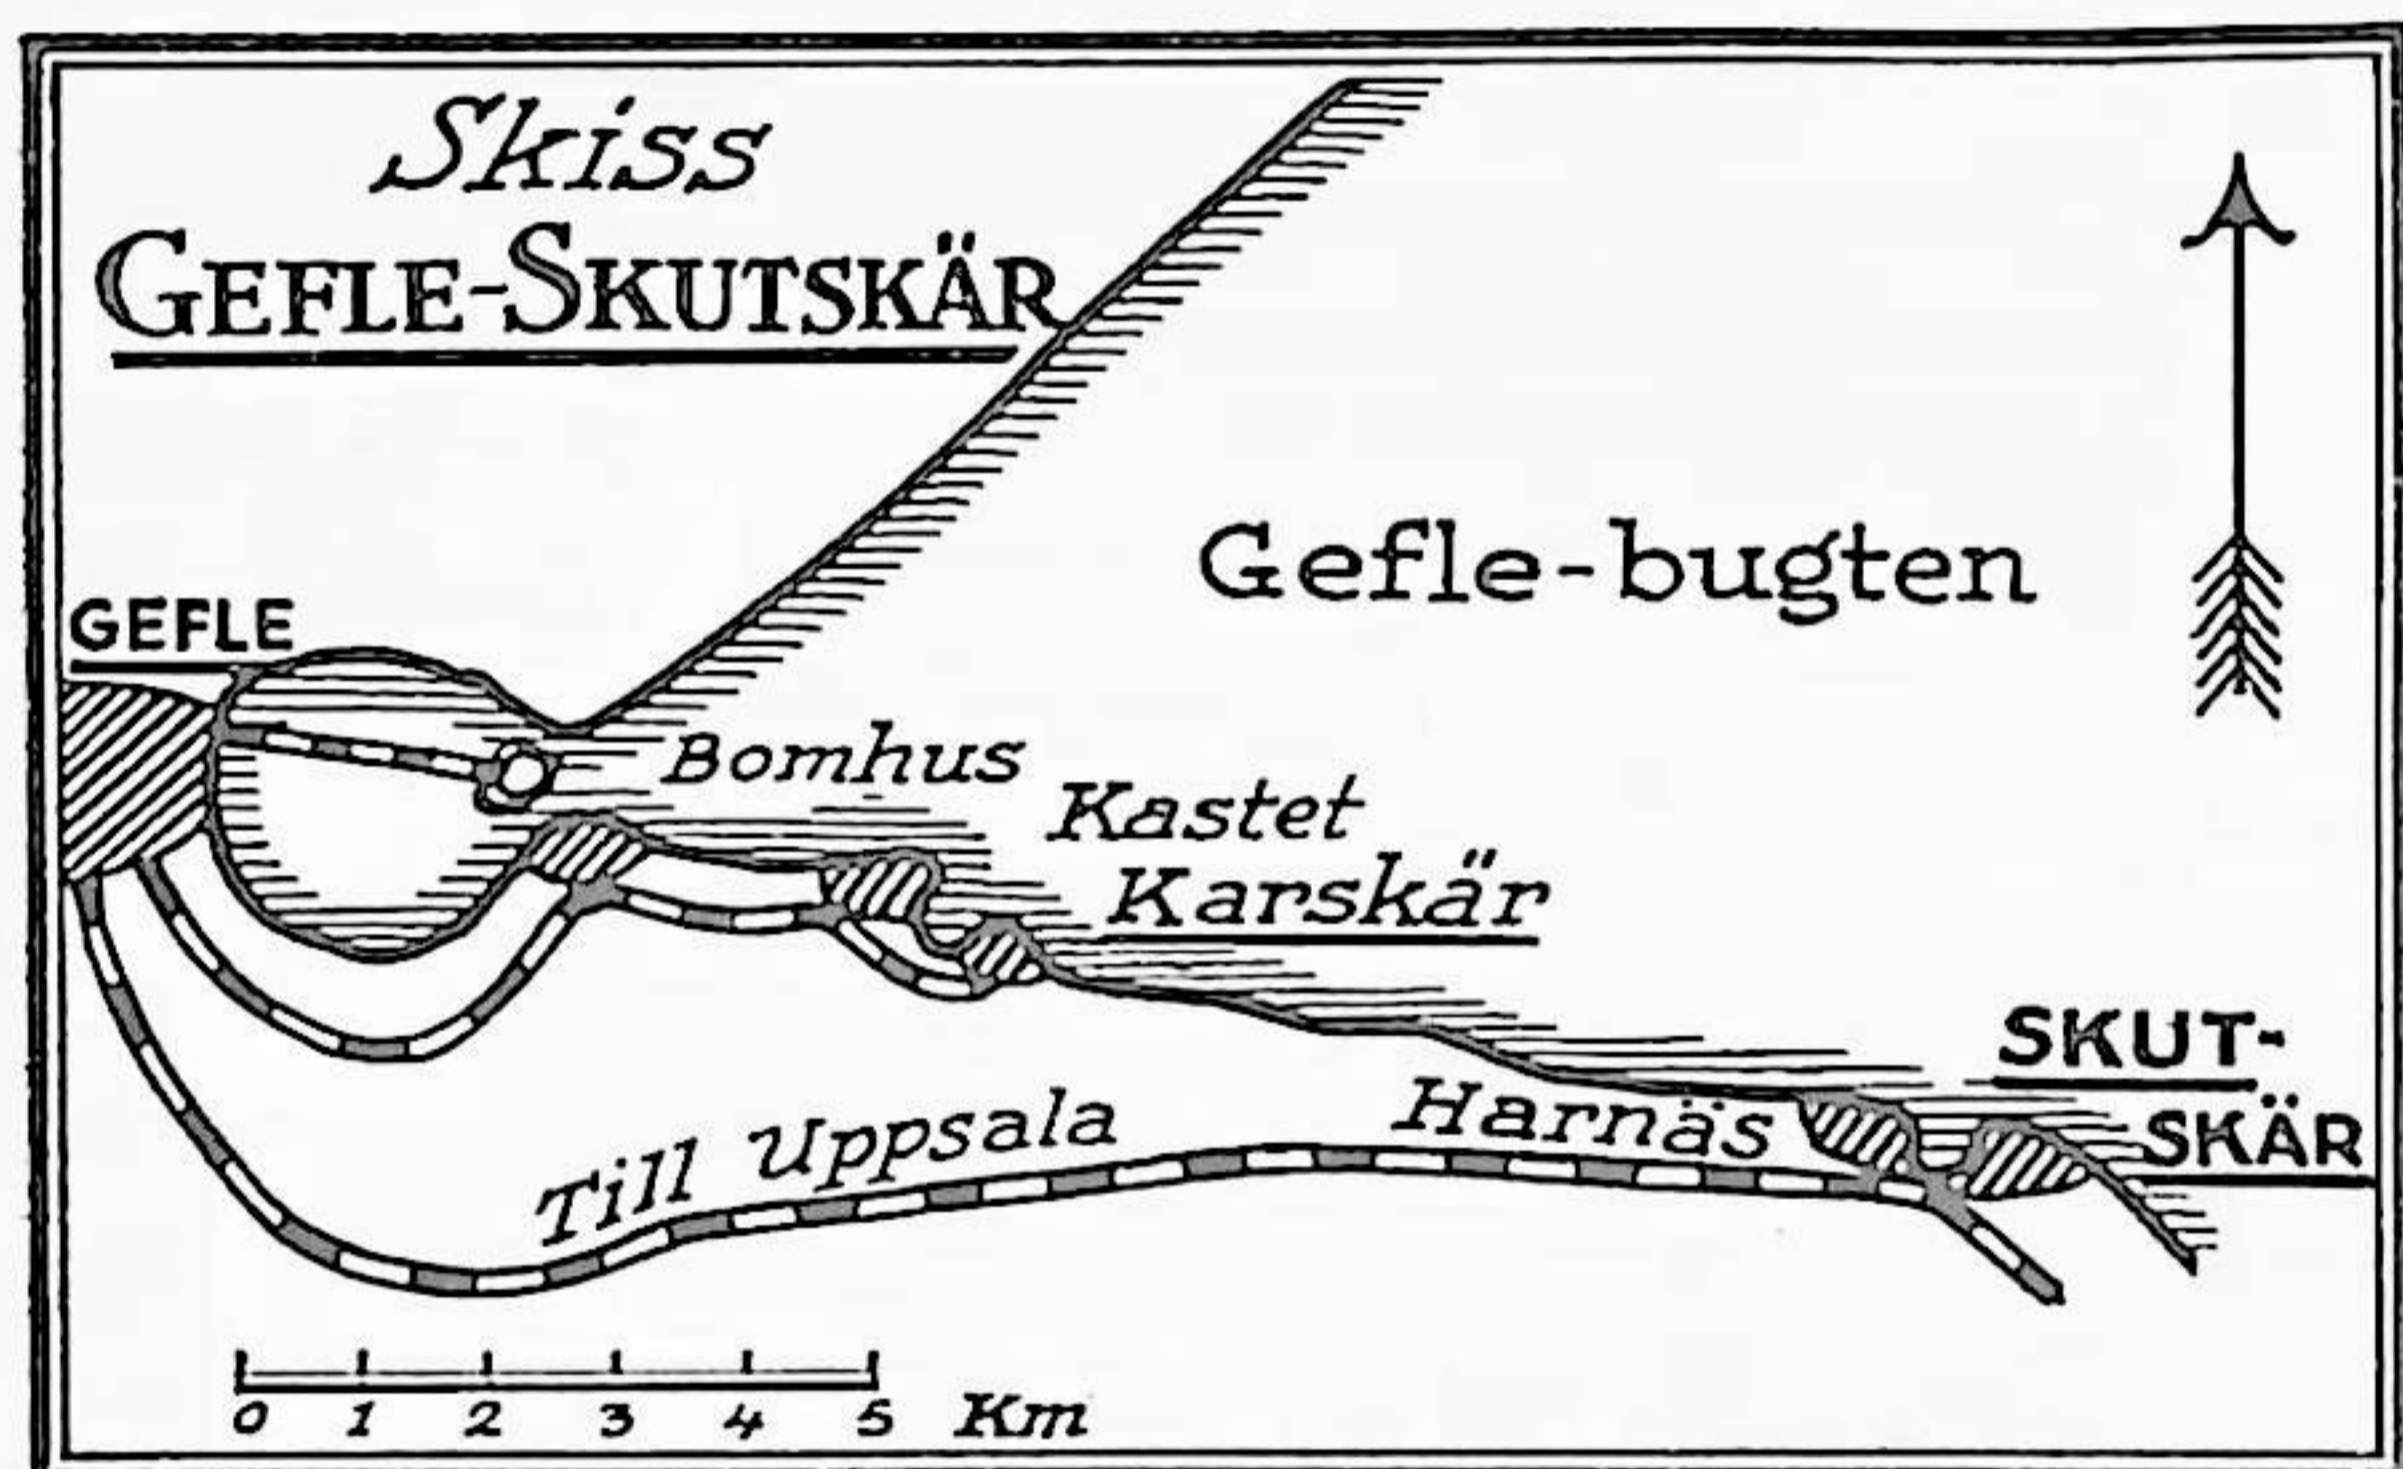 Skiss
GEFLE-SKUTSKÄR
Gefle-bugten
GEFLE
Bomhus
Kastet
Karskär
SKUT-
SKÄR
Harnäs
Till Uppsala
0 1 2 3 4 5 Km